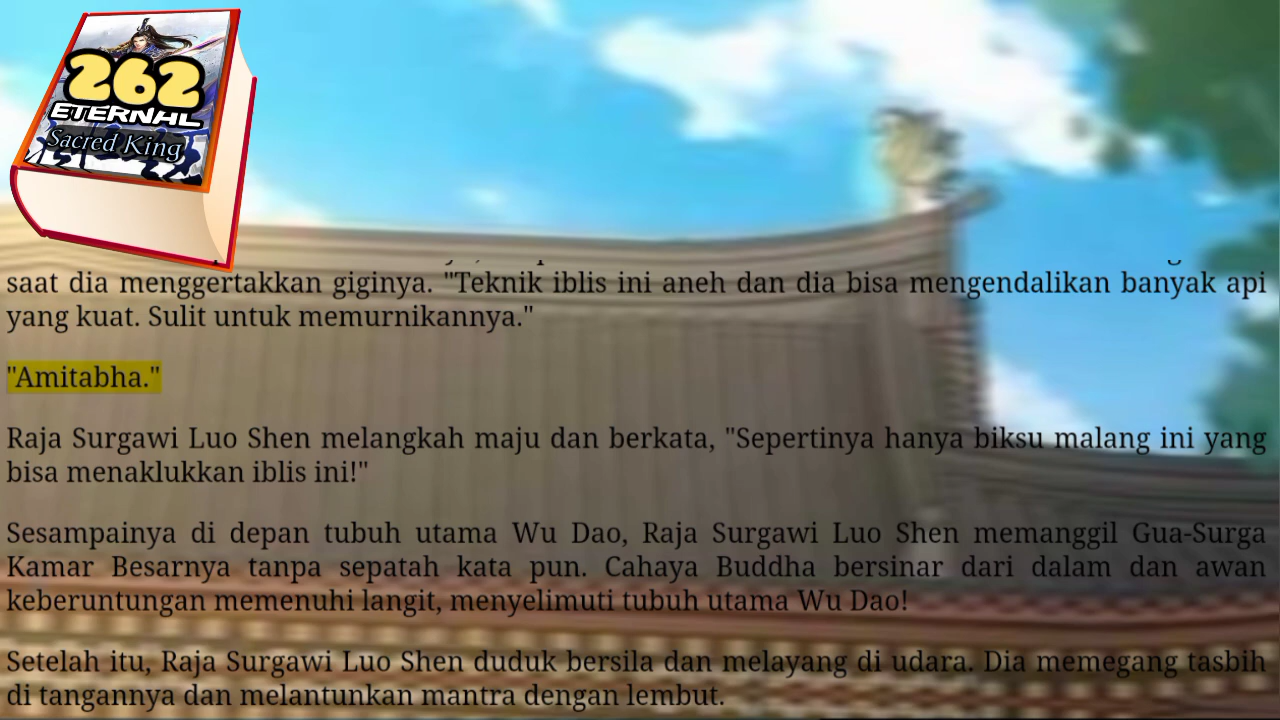 262
ETERNAL
Sacred King
saat dia menggertakkan giginya. "Teknik iblis ini aneh dan dia bisa mengendalikan banyak api
yang kuat. Sulit untuk memurnikannya."
"Amitabha."
Raja Surgawi Luo Shen melangkah maju dan berkata, "Sepertinya hanya biksu malang ini yang
bisa menaklukkan iblis ini!"
Sesampainya di depan tubuh utama Wu Dao, Raja Surgawi Luo Shen memanggil Gua-Surga
Kamar Besarnya tanpa sepatah kata pun. Cahaya Buddha bersinar dari dalam dan awan
keberuntungan memenuhi langit, menyelimuti tubuh utama Wu Dao!
Setelah itu, Raja Surgawi Luo Shen duduk bersila dan melayang di udara. Dia memegang tasbih
di tangannya dan melantunkan mantra dengan lembut.